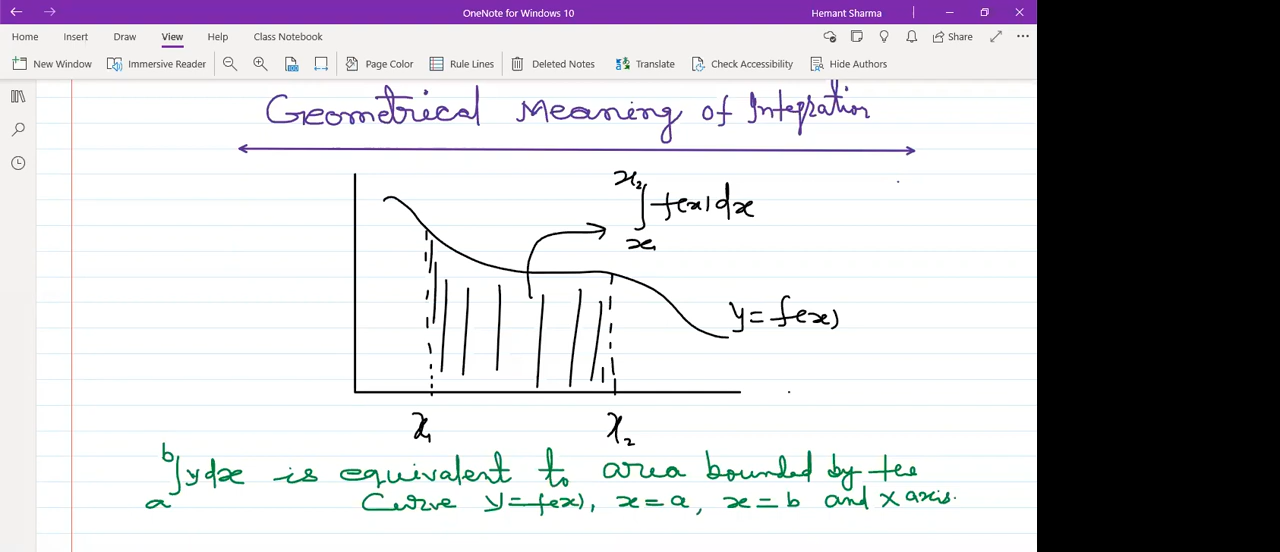 OneNote for Windows 10
Hemant Sharma
Home Insert Draw View Help Class Notebook
Share
New Window Immersive Reader Page Color Rule Lines Deleted Notes Translate Check Accessibility Hide Authors
Geometrical Meaning of Integration
x₂
∫ f(x)dx
x₁
y = f(x)
x₁ x₂
b
∫ydx is equivalent to area bounded by the
a curve y=f(x), x=a, x=b and X axis.